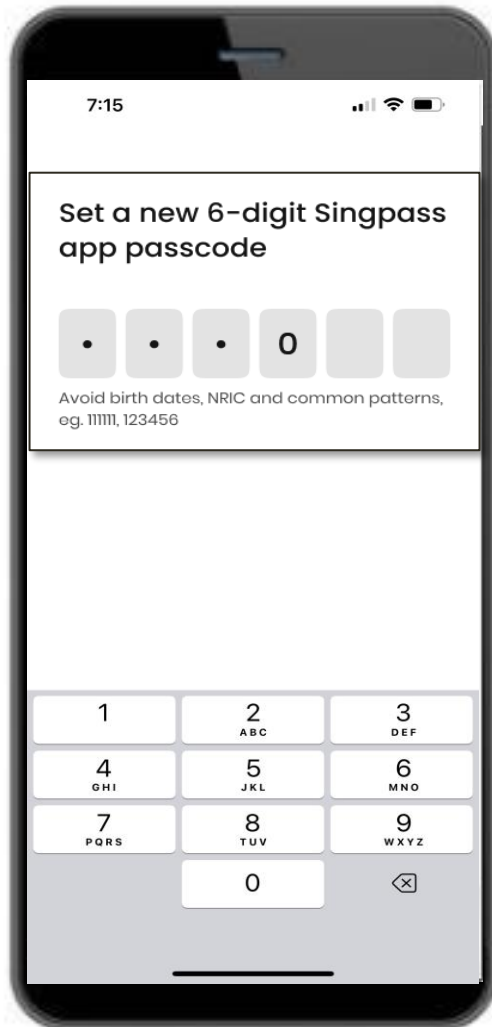 7:15
Set a new 6-digit Singpass
app passcode
• • • 0
Avoid birth dates, NRIC and common patterns,
eg. 111111, 123456
1 2 3
ABC DEF
4 5 6
GHI JKL MNO
7 8 9
PQRS TUV WXYZ
0